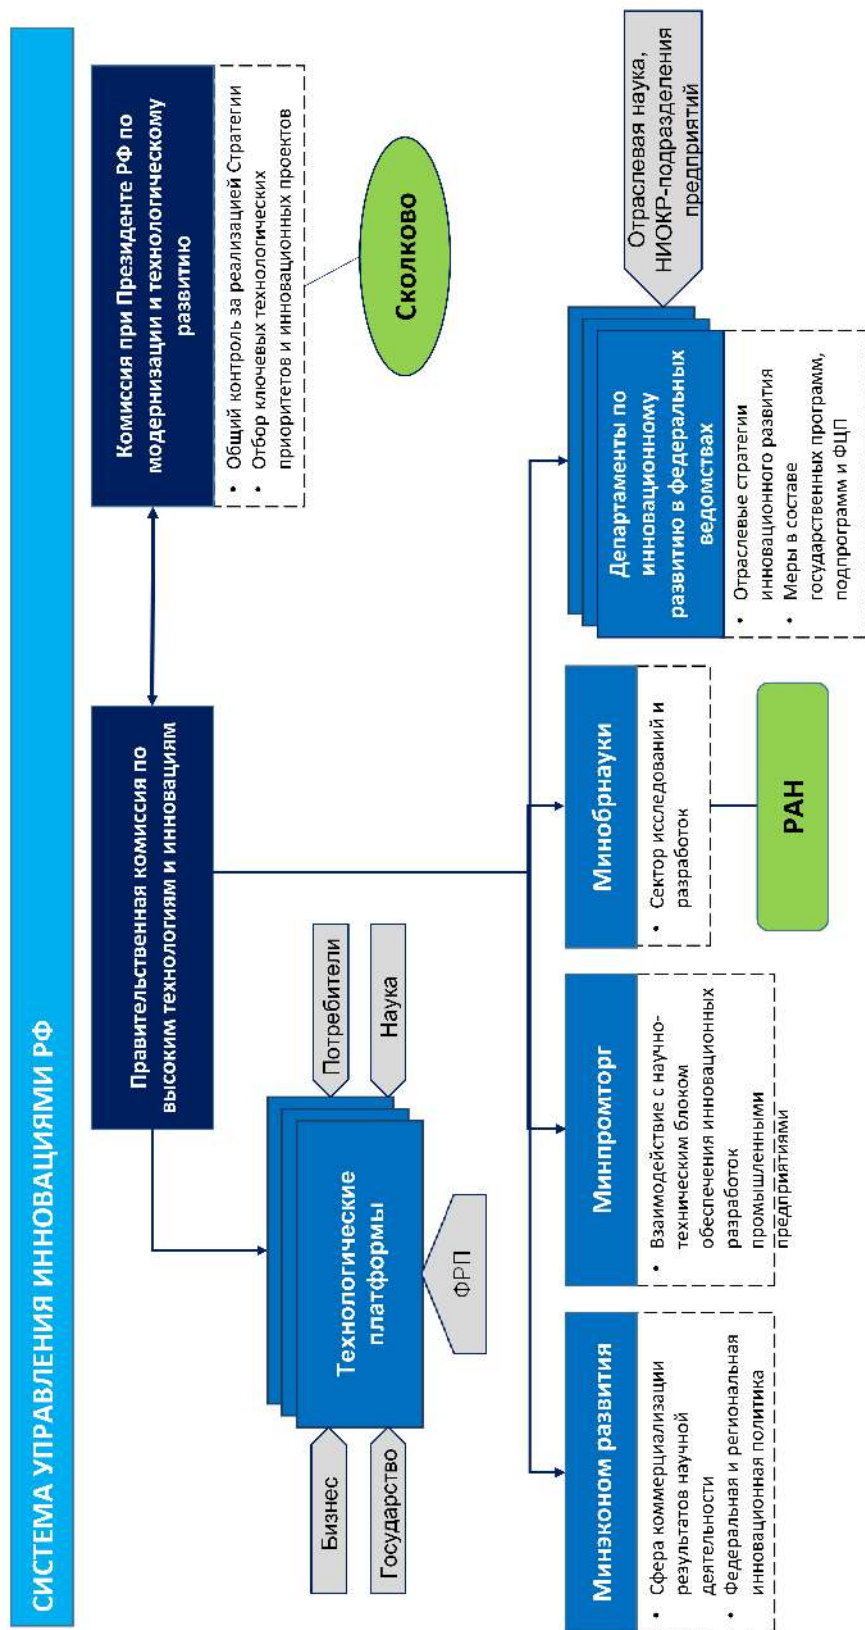 СИСТЕМА УПРАВЛЕНИЯ ИННОВАЦИЯМИ РФ
Правительственная комиссия по
высоким технологиям и инновациям
Комиссия при Президенте РФ по
модернизации и технологическому
развитию
• Общий контроль за реализацией Стратегии
• Отбор ключевых технологических
приоритетов и инновационных проектов
Сколково
Бизнес
Государство
Технологические
платформы
Потребители
Наука
ФРП
Минэконом развития
• Сфера коммерциализации
результатов научной
деятельности
• Федеральная и региональная
инновационная политика
Минпромторг
• Взаимодействие с научно-
техническим блоком
обеспечения инновационных
разработок
промышленными
предприятиями
Минобрнауки
• Сектор исследований и
разработок
РАН
Департаменты по
инновационному
развитию в федеральных
ведомствах
• Отраслевые стратегии
инновационного развития
• Меры в составе
государственных программ,
подпрограмм и ФЦП
Отраслевая наука,
НИОКР-подразделения
предприятий